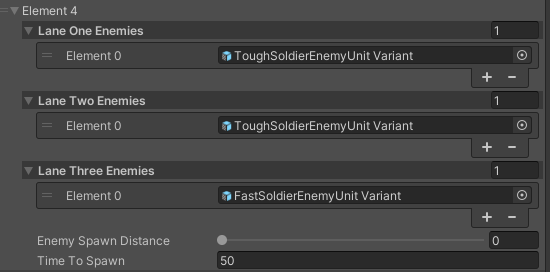 Element 4
Lane One Enemies 1
Element 0 ToughSoldierEnemyUnit Variant
+ −
Lane Two Enemies 1
Element 0 ToughSoldierEnemyUnit Variant
+ −
Lane Three Enemies 1
Element 0 FastSoldierEnemyUnit Variant
+ −
Enemy Spawn Distance 0
Time To Spawn 50